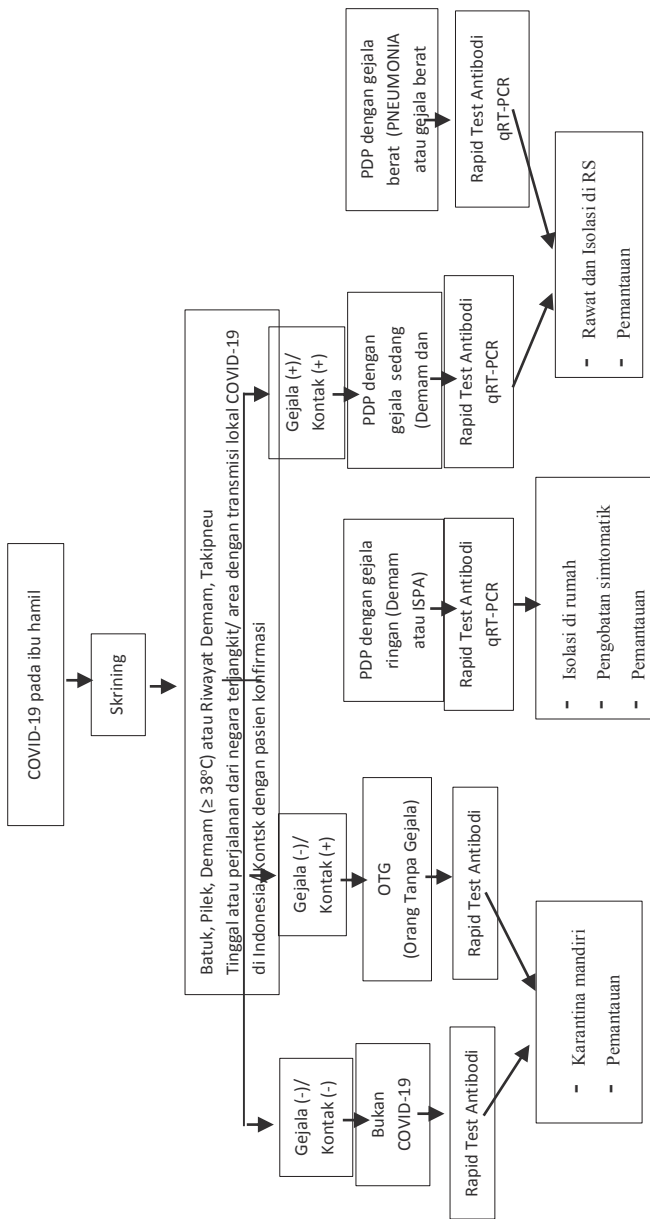 COVID-19 pada ibu hamil
Skrining
Batuk, Pilek, Demam (≥ 38°C) atau Riwayat Demam, Takipneu
Tinggal atau perjalanan dari negara terjangkit/ area dengan transmisi lokal COVID-19
di Indonesia/ Kontsk dengan pasien konfirmasi
Gejala (-)/
Kontak (-)
Gejala (-)/
Kontak (+)
Gejala (+)/
Kontak (+)
Bukan
COVID-19
OTG
(Orang Tanpa Gejala)
PDP dengan gejala
ringan (Demam
atau ISPA)
PDP dengan
gejala sedang
(Demam dan
PDP dengan gejala
berat (PNEUMONIA
atau gejala berat
Rapid Test Antibodi
Rapid Test Antibodi
Rapid Test Antibodi
qRT-PCR
Rapid Test Antibodi
qRT-PCR
Rapid Test Antibodi
qRT-PCR
- Karantina mandiri
- Pemantauan
- Isolasi di rumah
- Pengobatan simtomatik
- Pemantauan
- Rawat dan Isolasi di RS
- Pemantauan